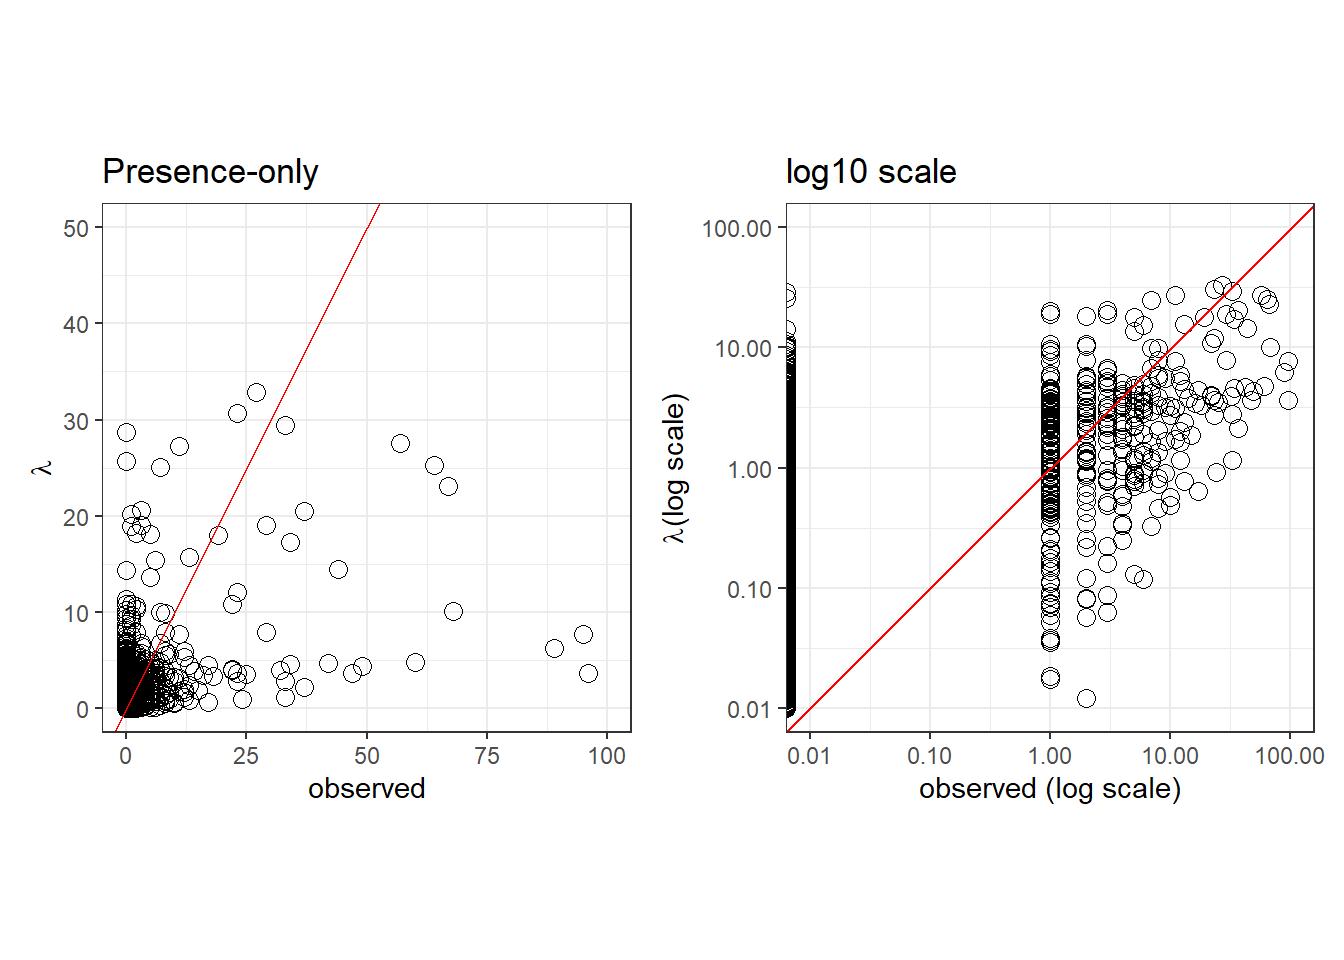 Presence-only
50
40
30
20
10
0
λ
0 25 50 75 100
observed
log10 scale
100.00
10.00
1.00
0.10
0.01
λ(log scale)
0.01 0.10 1.00 10.00 100.00
observed (log scale)